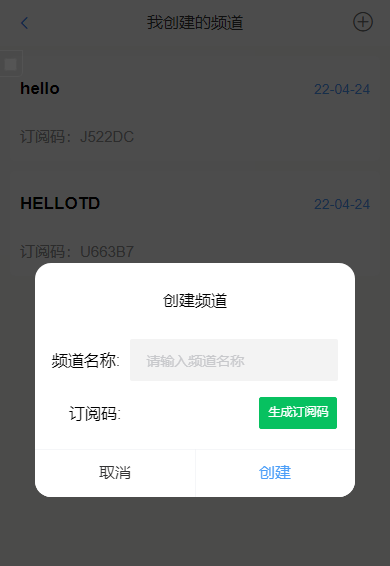 我创建的频道
hello
22-04-24
订阅码：J522DC
HELLOTD
22-04-24
订阅码：U663B7
创建频道
频道名称:
请输入频道名称
订阅码:
生成订阅码
取消
创建